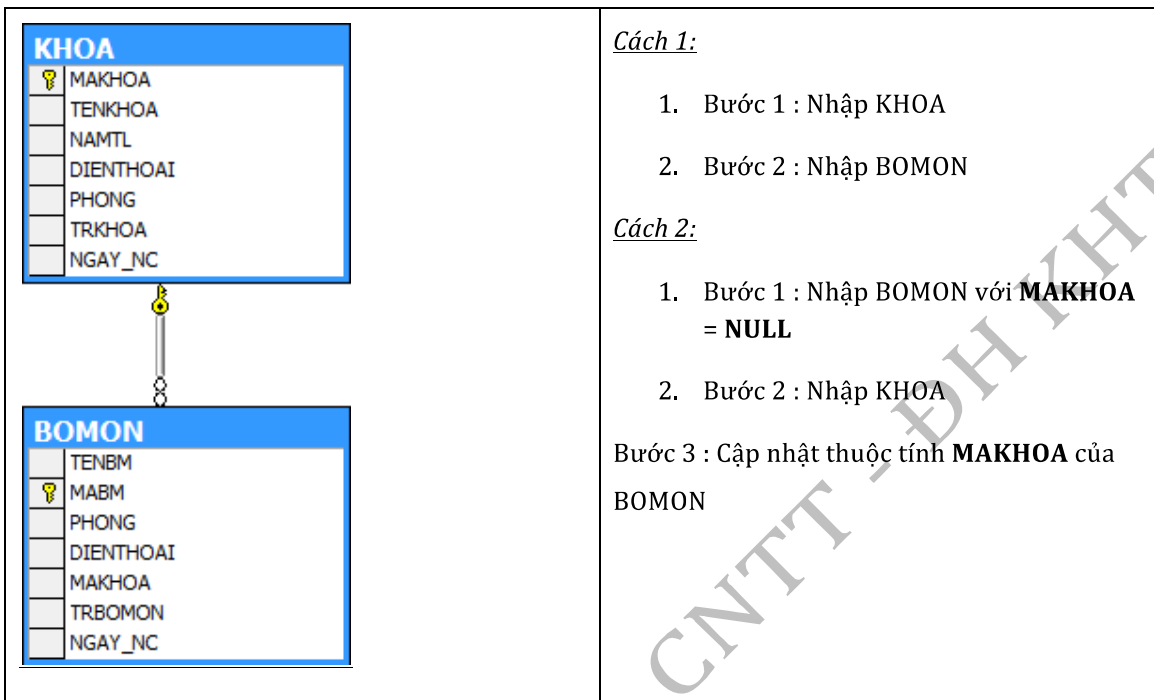 KHOA
MAKHOA
TENKHOA
NAMTL
DIENTHOAI
PHONG
TRKHOA
NGAY_NC
BOMON
TENBM
MABM
PHONG
DIENTHOAI
MAKHOA
TRBOMON
NGAY_NC
Cách 1:
1. Bước 1 : Nhập KHOA
2. Bước 2 : Nhập BOMON
Cách 2:
1. Bước 1 : Nhập BOMON với MAKHOA
= NULL
2. Bước 2 : Nhập KHOA
Bước 3 : Cập nhật thuộc tính MAKHOA của
BOMON
CNTT - ĐH KHT